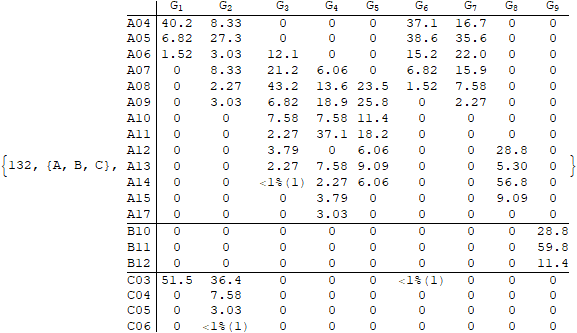 G1 G2 G3 G4 G5 G6 G7 G8 G9
A04 40.2 8.33 0 0 0 37.1 16.7 0 0
A05 6.82 27.3 0 0 0 38.6 35.6 0 0
A06 1.52 3.03 12.1 0 0 15.2 22.0 0 0
A07 0 8.33 21.2 6.06 0 6.82 15.9 0 0
A08 0 2.27 43.2 13.6 23.5 1.52 7.58 0 0
A09 0 3.03 6.82 18.9 25.8 0 2.27 0 0
A10 0 0 7.58 7.58 11.4 0 0 0 0
A11 0 0 2.27 37.1 18.2 0 0 0 0
A12 0 0 3.79 0 6.06 0 0 28.8 0
{132, {A, B, C}, A13 0 0 2.27 7.58 9.09 0 0 5.30 0 }
A14 0 0 <1%(1) 2.27 6.06 0 0 56.8 0
A15 0 0 0 3.79 0 0 0 9.09 0
A17 0 0 0 3.03 0 0 0 0 0
B10 0 0 0 0 0 0 0 0 28.8
B11 0 0 0 0 0 0 0 0 59.8
B12 0 0 0 0 0 0 0 0 11.4
C03 51.5 36.4 0 0 0 <1%(1) 0 0 0
C04 0 7.58 0 0 0 0 0 0 0
C05 0 3.03 0 0 0 0 0 0 0
C06 0 <1%(1) 0 0 0 0 0 0 0